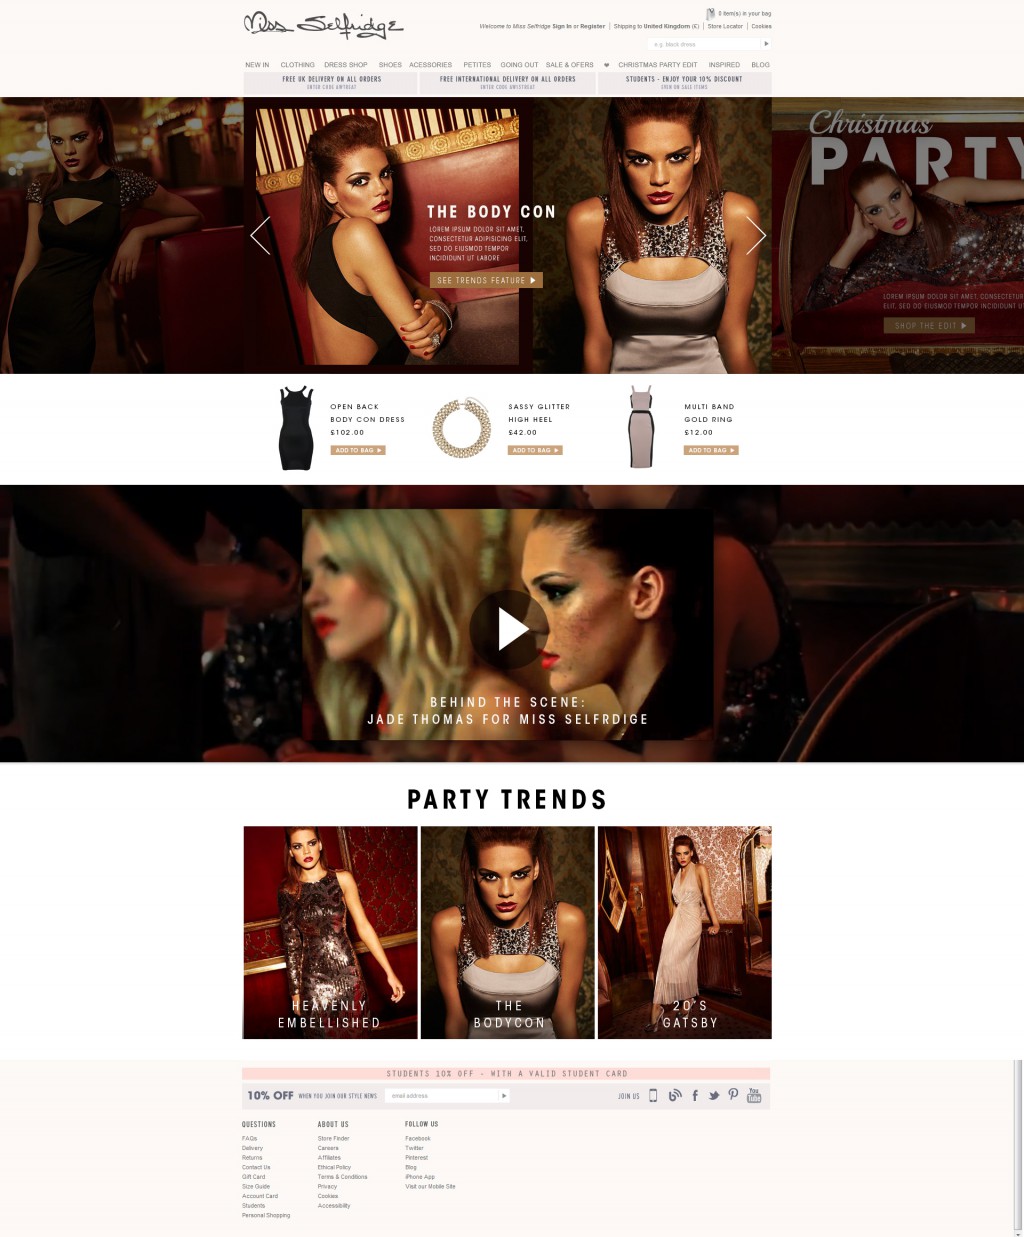 Miss Selfridge
0 item(s) in your bag
Welcome to Miss Selfridge Sign In or Register | Shipping to United Kingdom (£) | Store Locator | Cookies
e.g. black dress
NEW IN CLOTHING DRESS SHOP SHOES ACESSORIES PETITES GOING OUT SALE & OFERS CHRISTMAS PARTY EDIT INSPIRED BLOG
FREE UK DELIVERY ON ALL ORDERS
FREE INTERNATIONAL DELIVERY ON ALL ORDERS
STUDENTS - ENJOY YOUR 10% DISCOUNT
ENTER CODE
ENTER CODE
EVEN ON SALE ITEMS
THE BODY CON
LOREM IPSUM DOLOR SIT AMET,
CONSECTETUR ADIPISICING ELIT,
SED DO EIUSMOD TEMPOR
INCIDIDUNT UT LABORE
SEE TRENDS FEATURE
Christmas
PARTY
LOREM IPSUM DOLOR SIT AMET, CONSECTETUR
ELIT, SED DO EIUSMOD TEMPOR INCIDIDUNT U
SHOP THE EDIT
OPEN BACK
BODY CON DRESS
£102.00
ADD TO BAG
SASSY GLITTER
HIGH HEEL
£42.00
ADD TO BAG
MULTI BAND
GOLD RING
£12.00
ADD TO BAG
BEHIND THE SCENE:
JADE THOMAS FOR MISS SELFRDIGE
PARTY TRENDS
HEAVENLY
EMBELLISHED
THE
BODYCON
20'S
GATSBY
STUDENTS 10% OFF - WITH A VALID STUDENT CARD
10% OFF WHEN YOU JOIN OUR STYLE NEWS
email address
JOIN US
You
Tube
QUESTIONS
FAQs
Delivery
Returns
Contact Us
Gift Card
Size Guide
Account Card
Students
Personal Shopping
ABOUT US
Store Finder
Careers
Affiliates
Ethical Policy
Terms & Conditions
Privacy
Cookies
Accessibility
FOLLOW US
Facebook
Twitter
Pinterest
Blog
iPhone App
Visit our Mobile Site